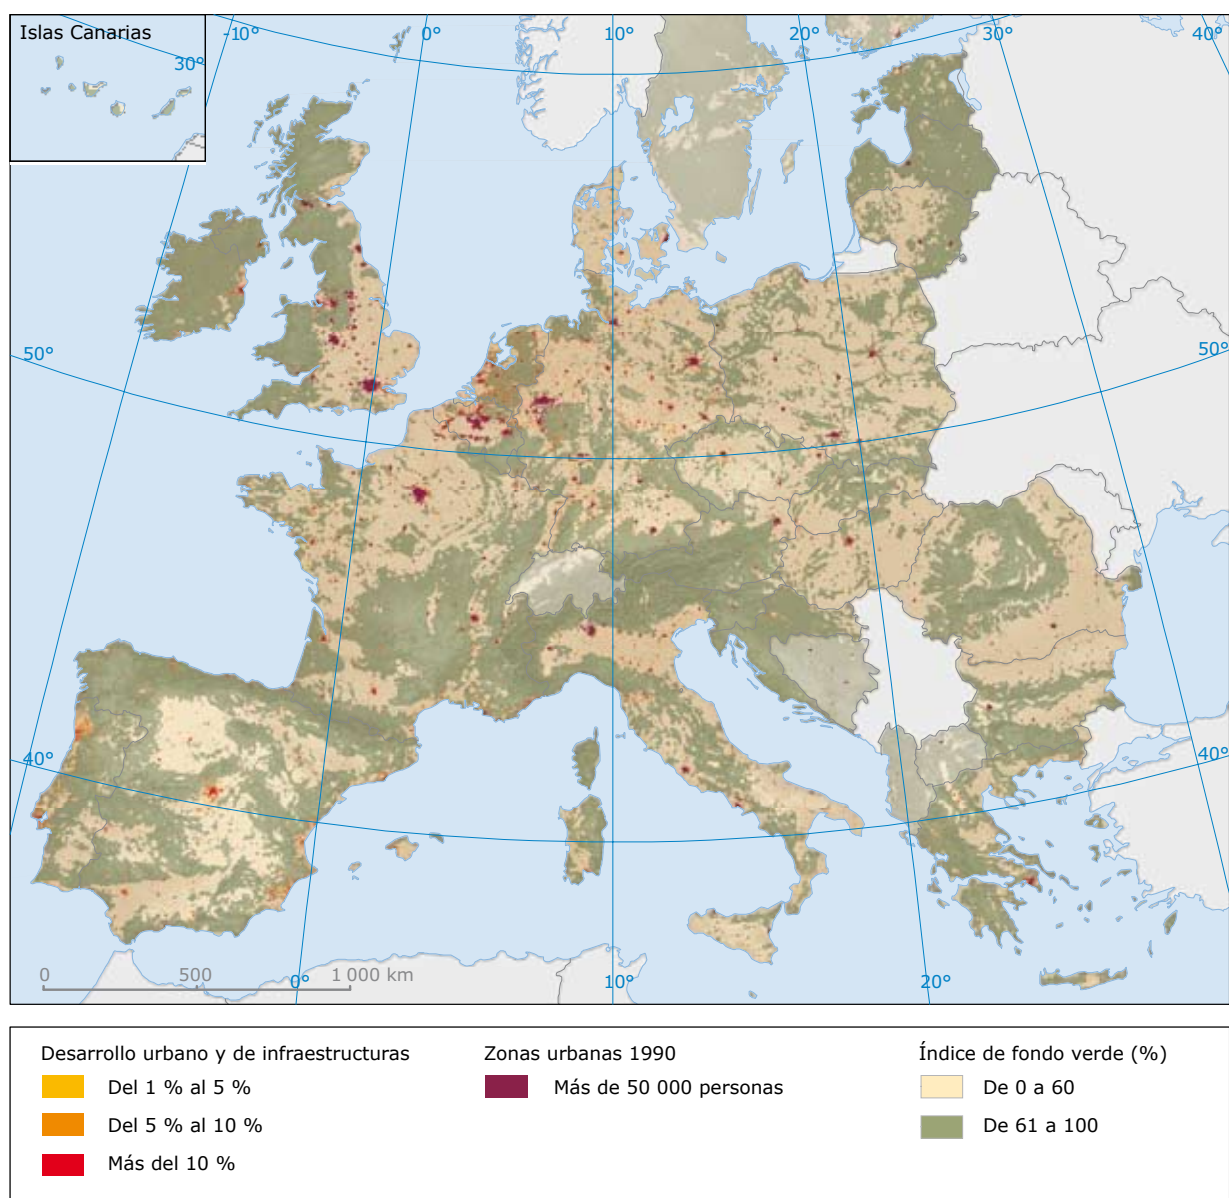 Islas Canarias
-10°
0°
10°
20°
30°
40°
30°
50°
50°
40°
40°
0
500
1 000 km
0°
10°
20°
Desarrollo urbano y de infraestructuras
Del 1 % al 5 %
Del 5 % al 10 %
Más del 10 %
Zonas urbanas 1990
Más de 50 000 personas
Índice de fondo verde (%)
De 0 a 60
De 61 a 100